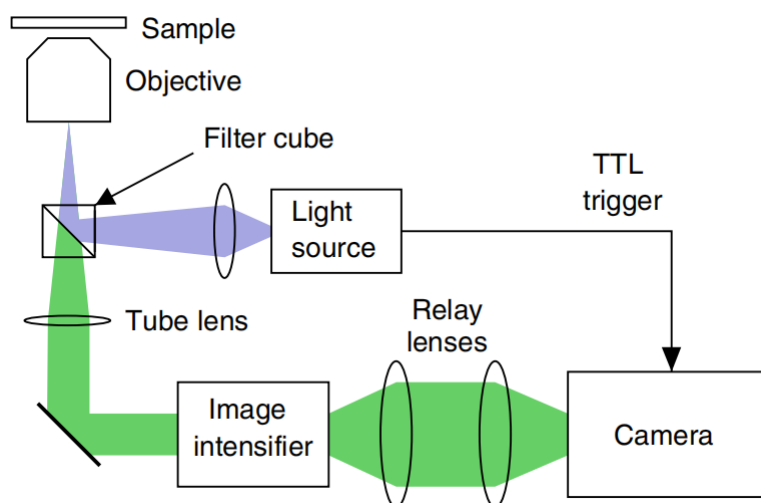 Sample
Objective
Filter cube
TTL
trigger
Light
source
Tube lens
Relay
lenses
Image
intensifier
Camera